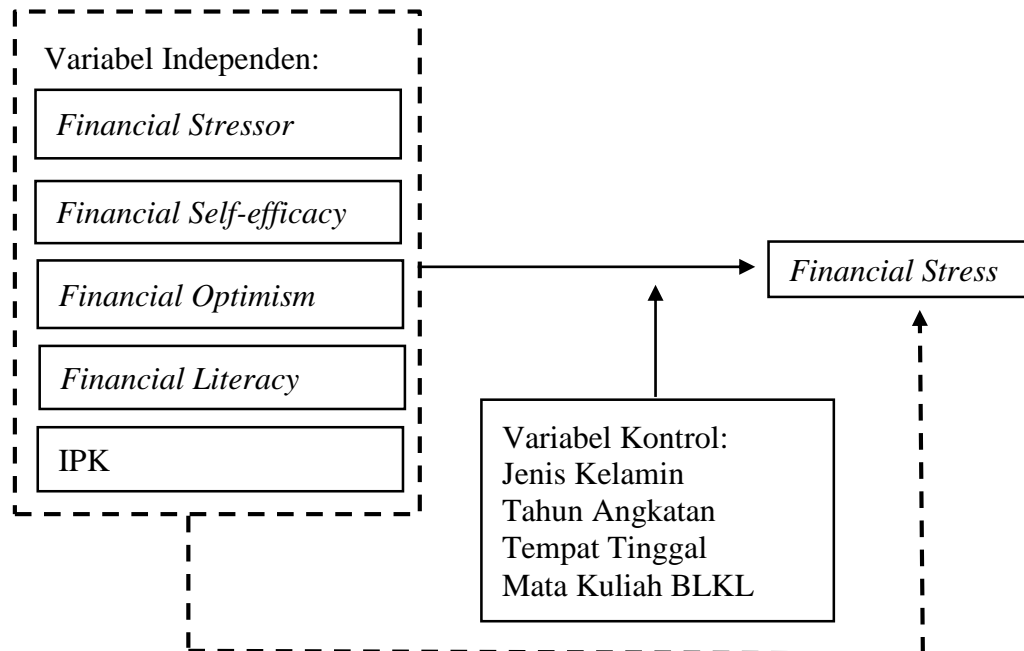 Variabel Independen:
Financial Stressor
Financial Self-efficacy
Financial Optimism
Financial Literacy
IPK
Financial Stress
Variabel Kontrol:
Jenis Kelamin
Tahun Angkatan
Tempat Tinggal
Mata Kuliah BLKL